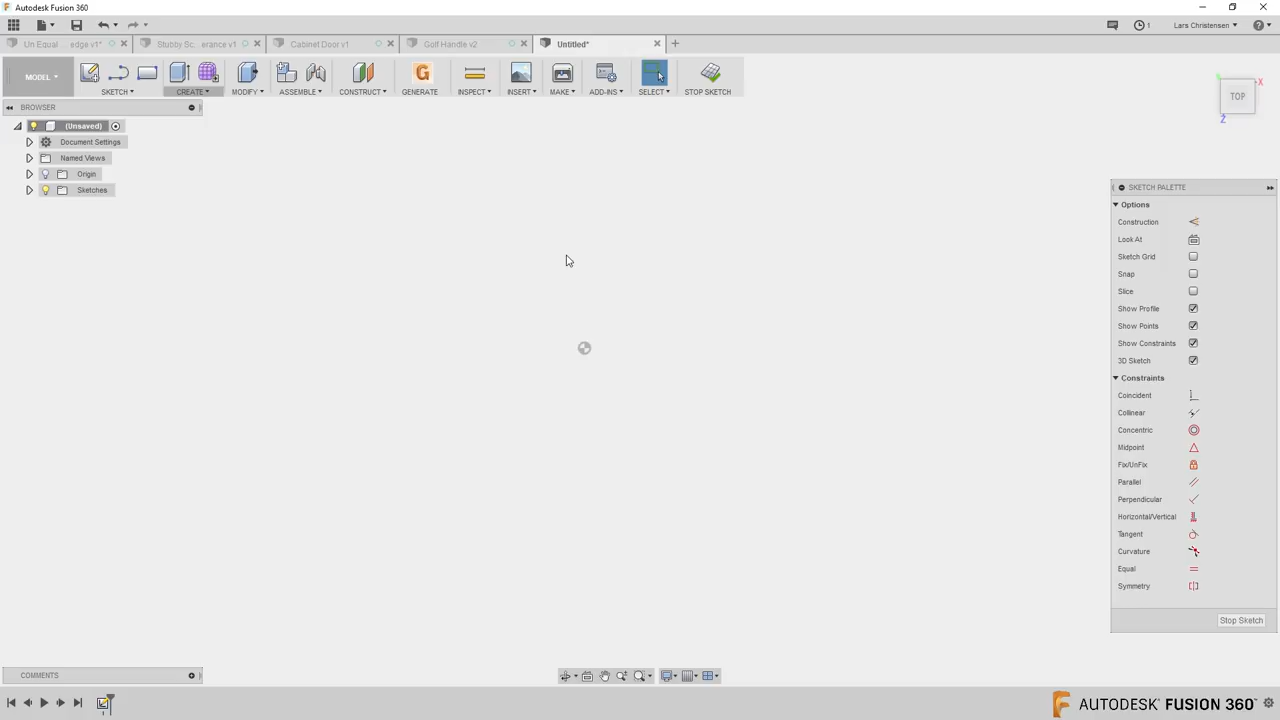 Autodesk Fusion 360
1
Lars Christensen
Un Equal ... edge v1*
Stubby Sc...erance v1
Cabinet Door v1
Golf Handle v2
Untitled*
MODEL
SKETCH
CREATE
MODIFY
ASSEMBLE
CONSTRUCT
GENERATE
INSPECT
INSERT
MAKE
ADD-INS
SELECT
STOP SKETCH
BROWSER
(Unsaved)
Document Settings
Named Views
Origin
Sketches
TOP
X
Z
SKETCH PALETTE
Options
Construction
Look At
Sketch Grid
Snap
Slice
Show Profile
Show Points
Show Constraints
3D Sketch
Constraints
Coincident
Collinear
Concentric
Midpoint
Fix/UnFix
Parallel
Perpendicular
Horizontal/Vertical
Tangent
Curvature
Equal
Symmetry
Stop Sketch
COMMENTS
AUTODESK® FUSION 360™